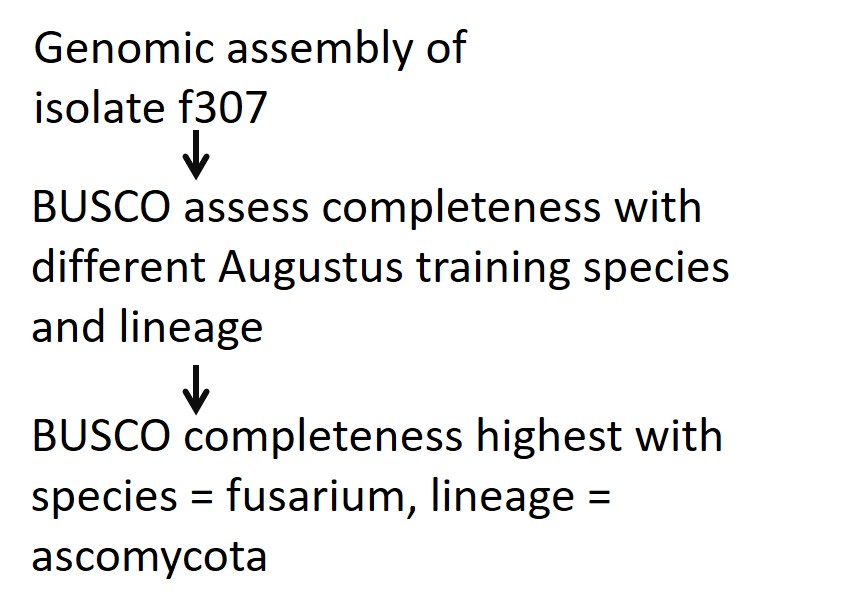 Genomic assembly of
isolate f307
BUSCO assess completeness with
different Augustus training species
and lineage
BUSCO completeness highest with
species = fusarium, lineage =
ascomycota